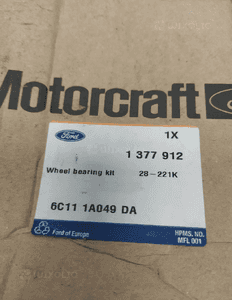 Motorcraft
Ford
1X
1 377 912
Wheel bearing kit 28-221K
6C11 1A049 DA
Ford of Europe
HPMS. NO.
MFL 001